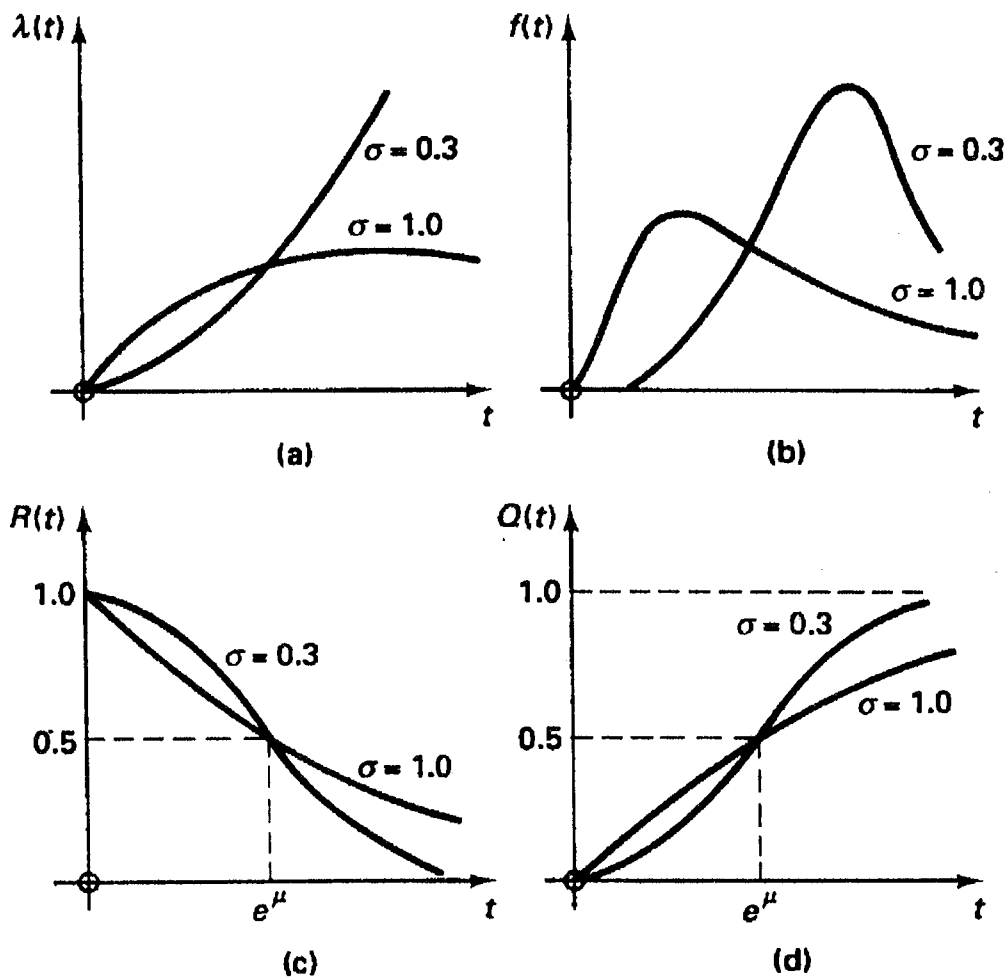 λ(t)
σ = 0.3
σ = 1.0
t
(a)
f(t)
σ = 0.3
σ = 1.0
t
(b)
R(t)
1.0
σ = 0.3
0.5
σ = 1.0
e^μ
t
(c)
Q(t)
1.0
σ = 0.3
σ = 1.0
0.5
e^μ
t
(d)